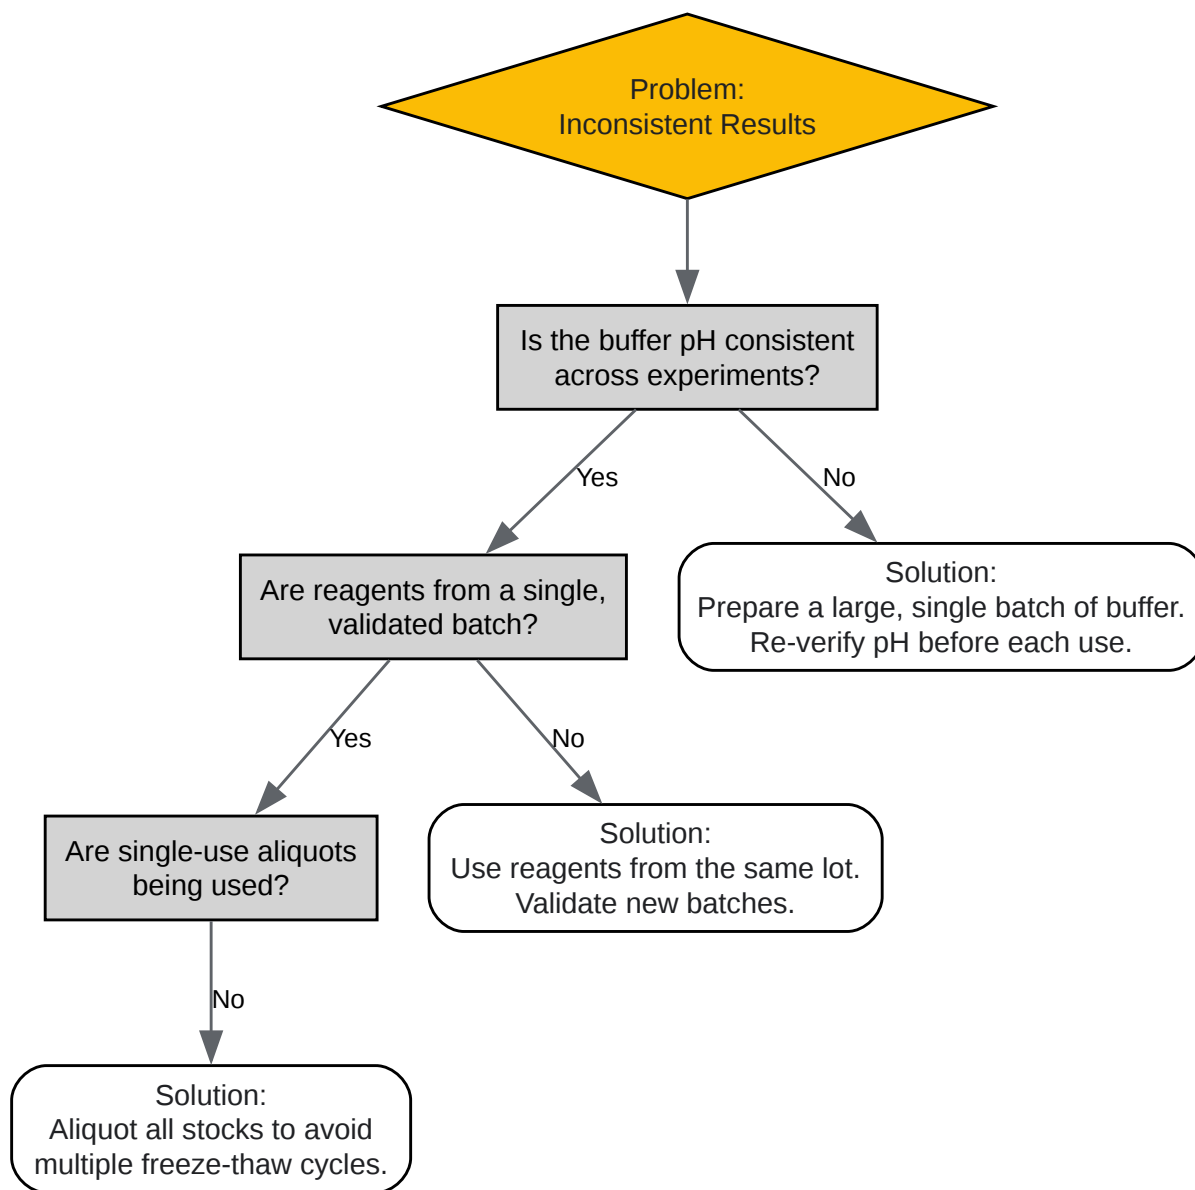 Problem:
Inconsistent Results
Is the buffer pH consistent
across experiments?
Yes
No
Are reagents from a single,
validated batch?
Solution:
Prepare a large, single batch of buffer.
Re-verify pH before each use.
Yes
No
Are single-use aliquots
being used?
Solution:
Use reagents from the same lot.
Validate new batches.
No
Solution:
Aliquot all stocks to avoid
multiple freeze-thaw cycles.